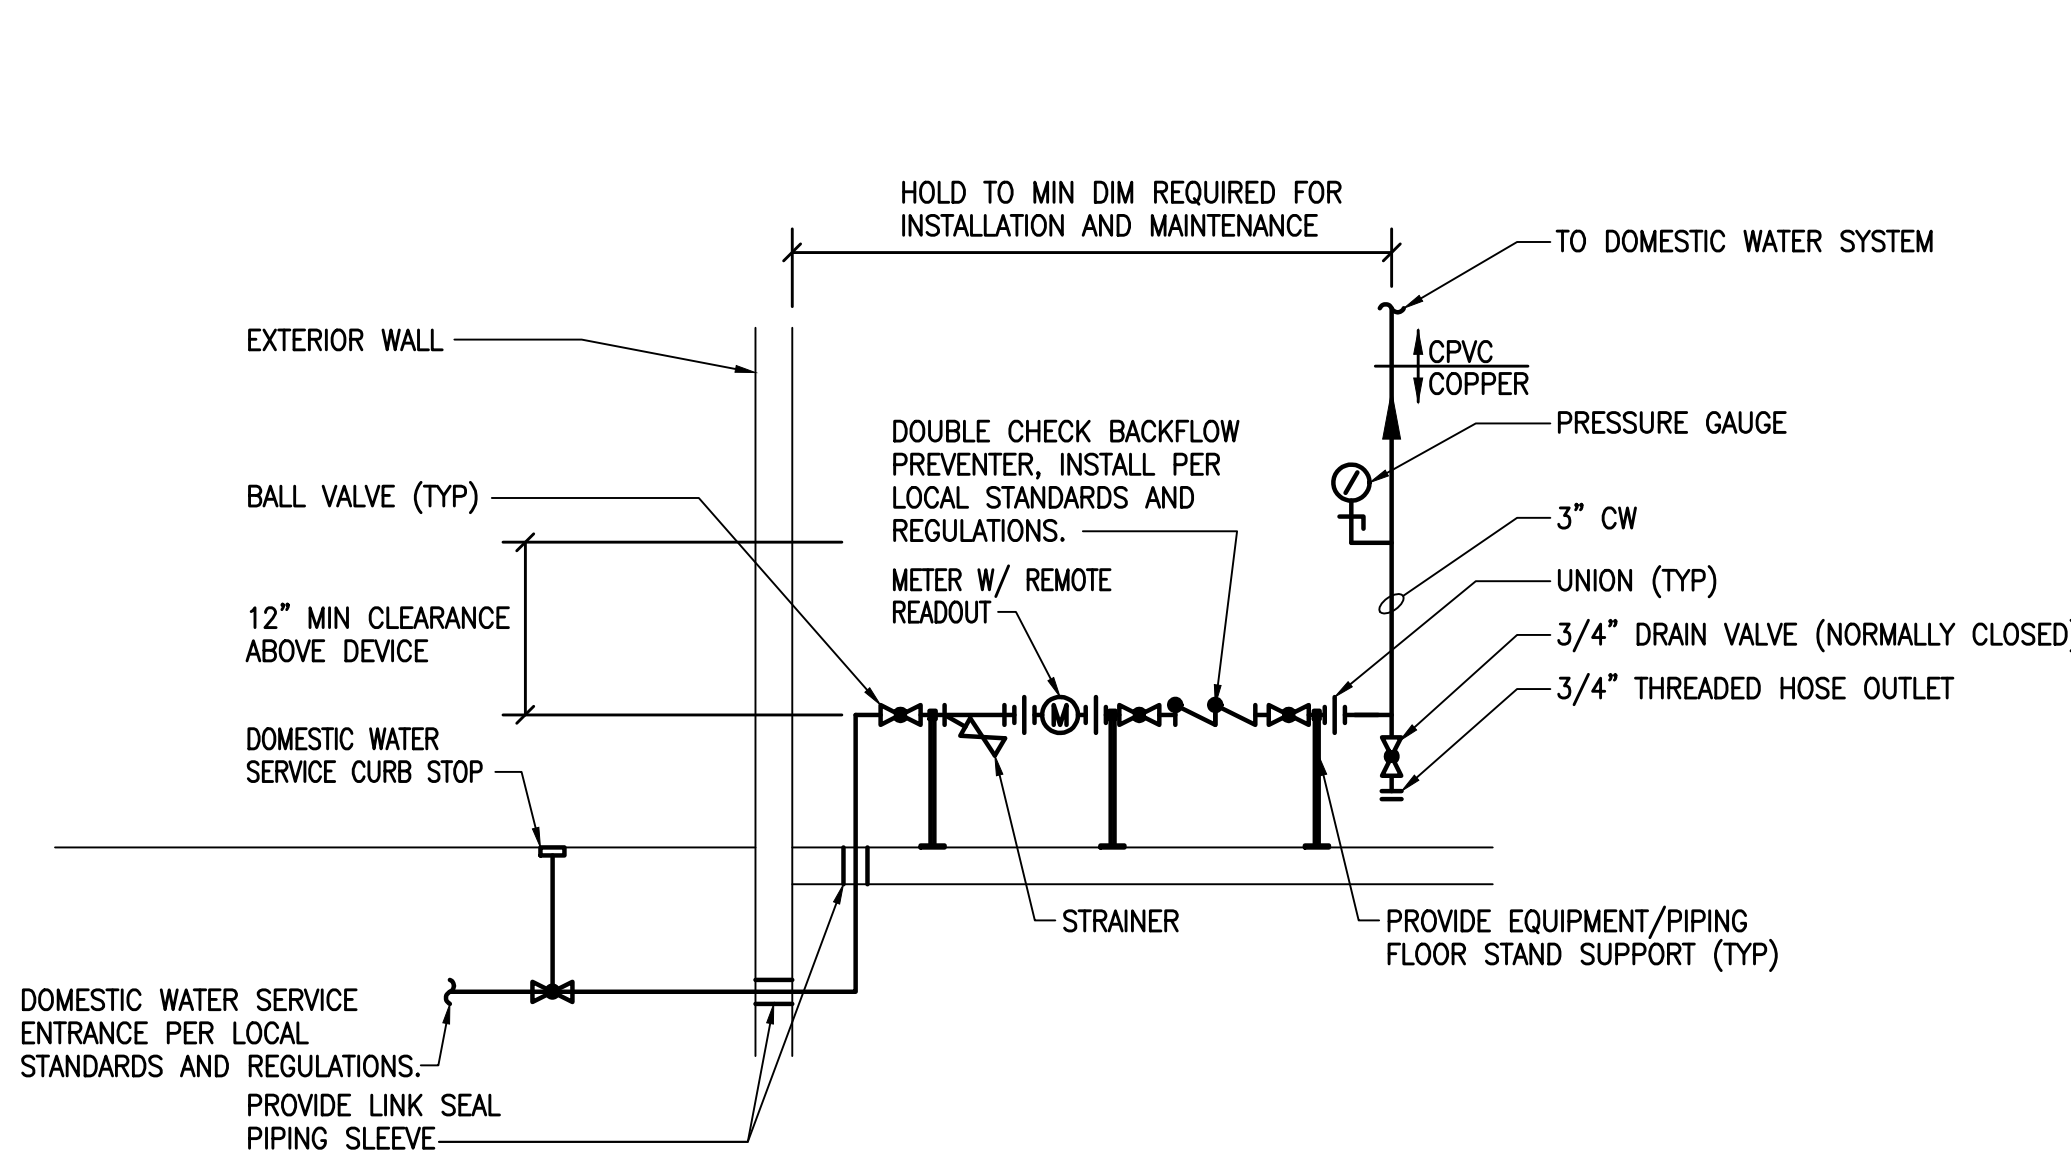 HOLD TO MIN DIM REQUIRED FOR
INSTALLATION AND MAINTENANCE
TO DOMESTIC WATER SYSTEM
EXTERIOR WALL
CPVC
COPPER
PRESSURE GAUGE
DOUBLE CHECK BACKFLOW
PREVENTER, INSTALL PER
LOCAL STANDARDS AND
REGULATIONS.
BALL VALVE (TYP)
3" CW
METER W/ REMOTE
READOUT
UNION (TYP)
12" MIN CLEARANCE
ABOVE DEVICE
3/4" DRAIN VALVE (NORMALLY CLOSED)
3/4" THREADED HOSE OUTLET
M
DOMESTIC WATER
SERVICE CURB STOP
STRAINER
PROVIDE EQUIPMENT/PIPING
FLOOR STAND SUPPORT (TYP)
DOMESTIC WATER SERVICE
ENTRANCE PER LOCAL
STANDARDS AND REGULATIONS.
PROVIDE LINK SEAL
PIPING SLEEVE